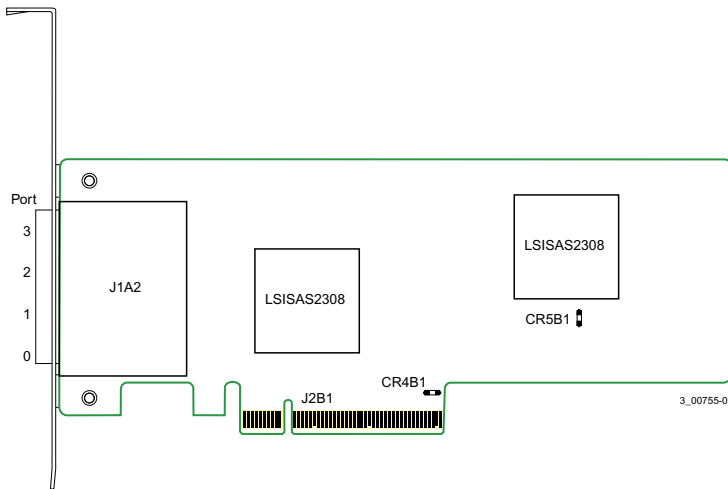 Port
3
2
1
0
J1A2
LSISAS2308
LSISAS2308
CR5B1
CR4B1
J2B1
3_00755-0